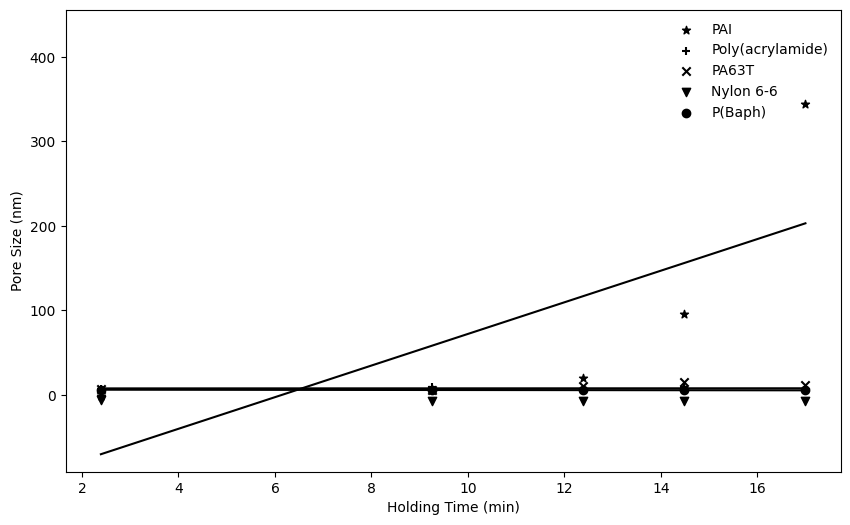 PAI
Poly(acrylamide)
PA63T
Nylon 6-6
P(Baph)
400
300
200
100
0
Pore Size (nm)
2 4 6 8 10 12 14 16
Holding Time (min)